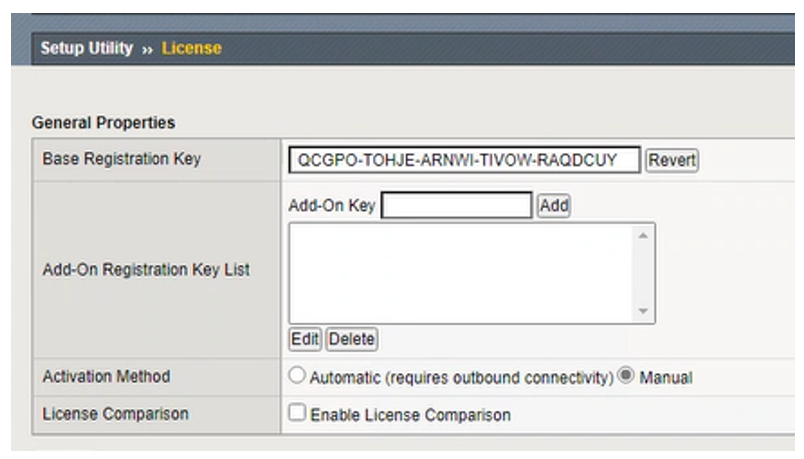 Setup Utility » License
General Properties
Base Registration Key QCGPO-TOHJE-ARNWI-TIVOW-RAQDCUY Revert
Add-On Key Add
Add-On Registration Key List
Edit Delete
Activation Method Automatic (requires outbound connectivity) Manual
License Comparison Enable License Comparison